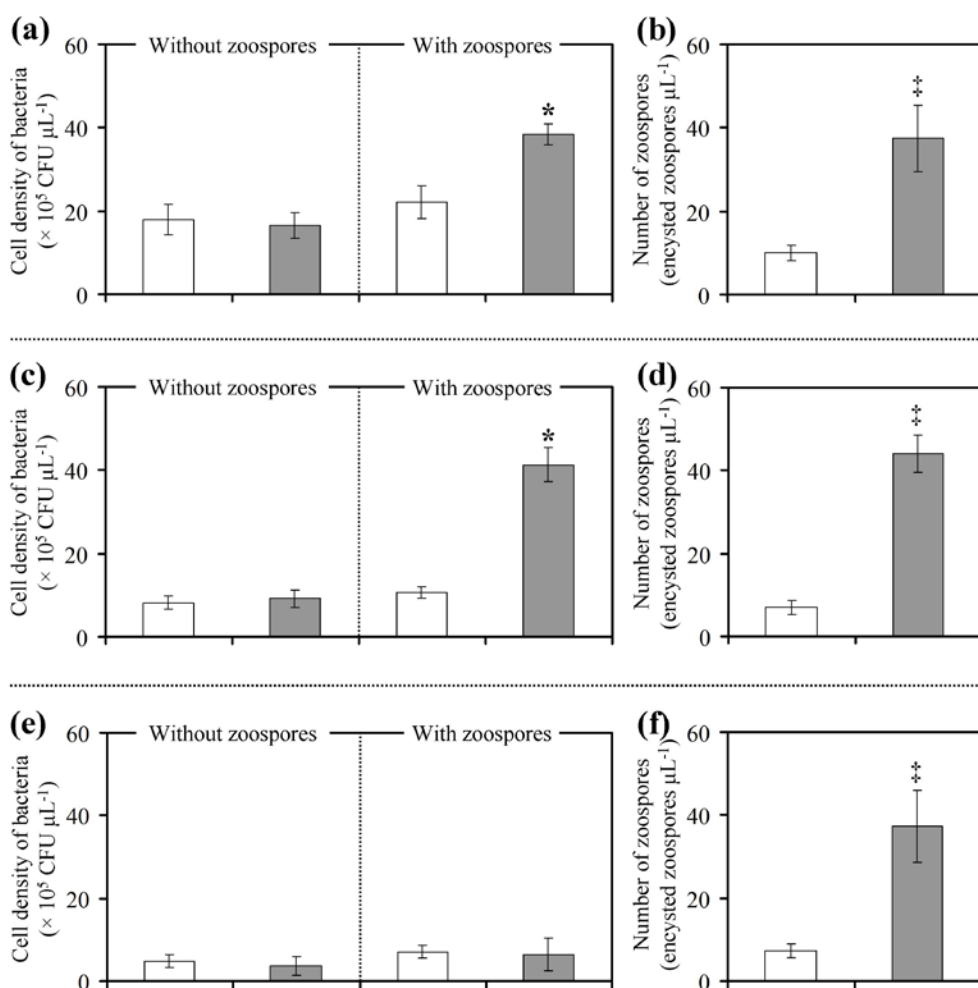 (a)
Without zoospores
With zoospores
Cell density of bacteria
(× 10⁵ CFU µL⁻¹)
60
40
20
0
*
(b)
Number of zoospores
(encysted zoospores µL⁻¹)
60
40
20
0
‡
(c)
Without zoospores
With zoospores
Cell density of bacteria
(× 10⁵ CFU µL⁻¹)
60
40
20
0
*
(d)
Number of zoospores
(encysted zoospores µL⁻¹)
60
40
20
0
‡
(e)
Without zoospores
With zoospores
Cell density of bacteria
(× 10⁵ CFU µL⁻¹)
60
40
20
0
(f)
Number of zoospores
(encysted zoospores µL⁻¹)
60
40
20
0
‡